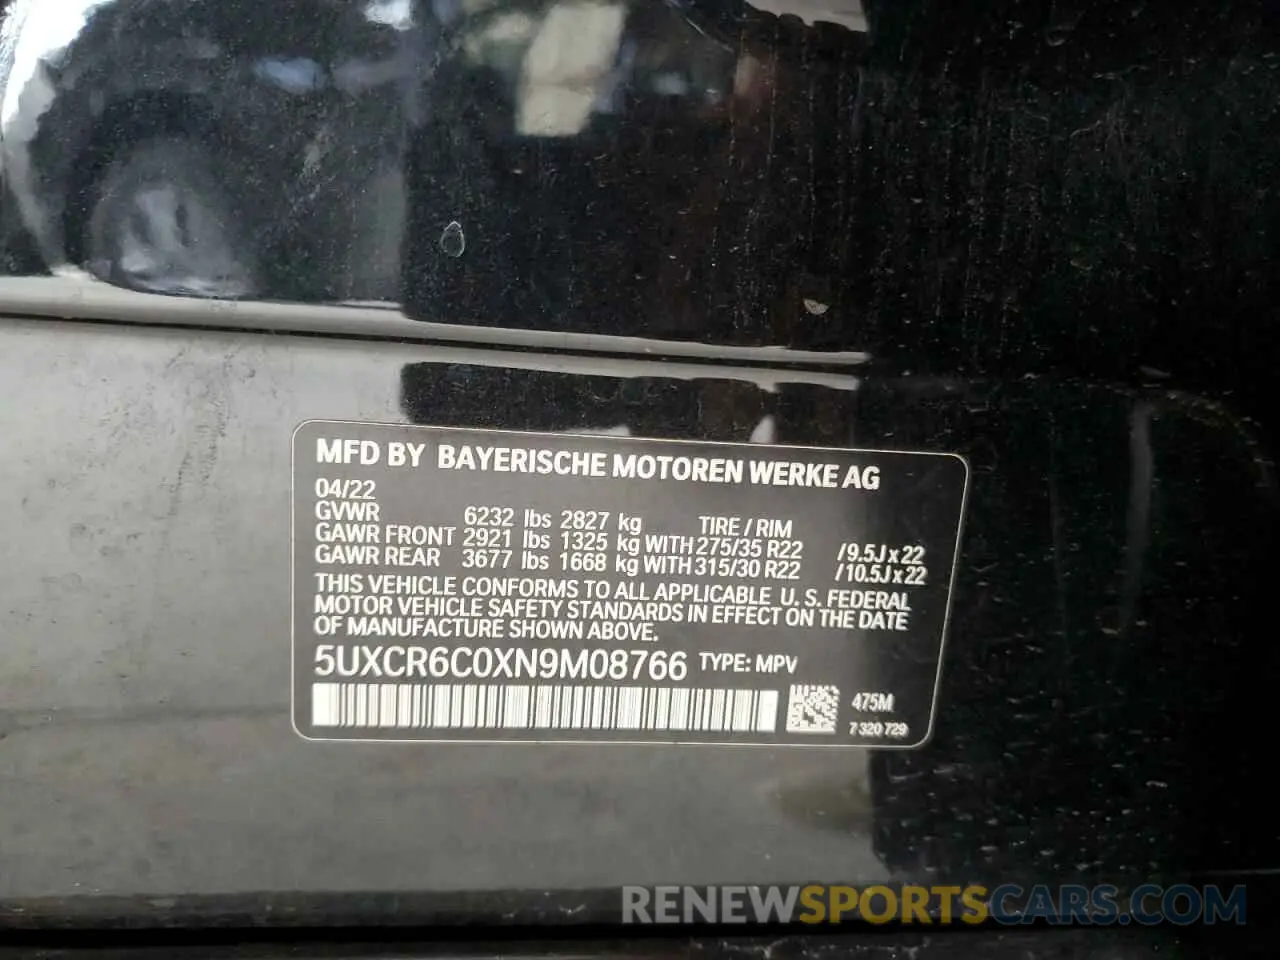 MFD BY BAYERISCHE MOTOREN WERKE AG
04/22
GVWR 6232 lbs 2827 kg TIRE / RIM
GAWR FRONT 2921 lbs 1325 kg WITH 275/35 R22 /9.5J x 22
GAWR REAR 3677 lbs 1668 kg WITH 315/30 R22 /10.5J x 22
THIS VEHICLE CONFORMS TO ALL APPLICABLE U. S. FEDERAL
MOTOR VEHICLE SAFETY STANDARDS IN EFFECT ON THE DATE
OF MANUFACTURE SHOWN ABOVE.
5UXCR6C0XN9M08766 TYPE: MPV
475M
7 320 729
RENEWSPORTSCARS.COM